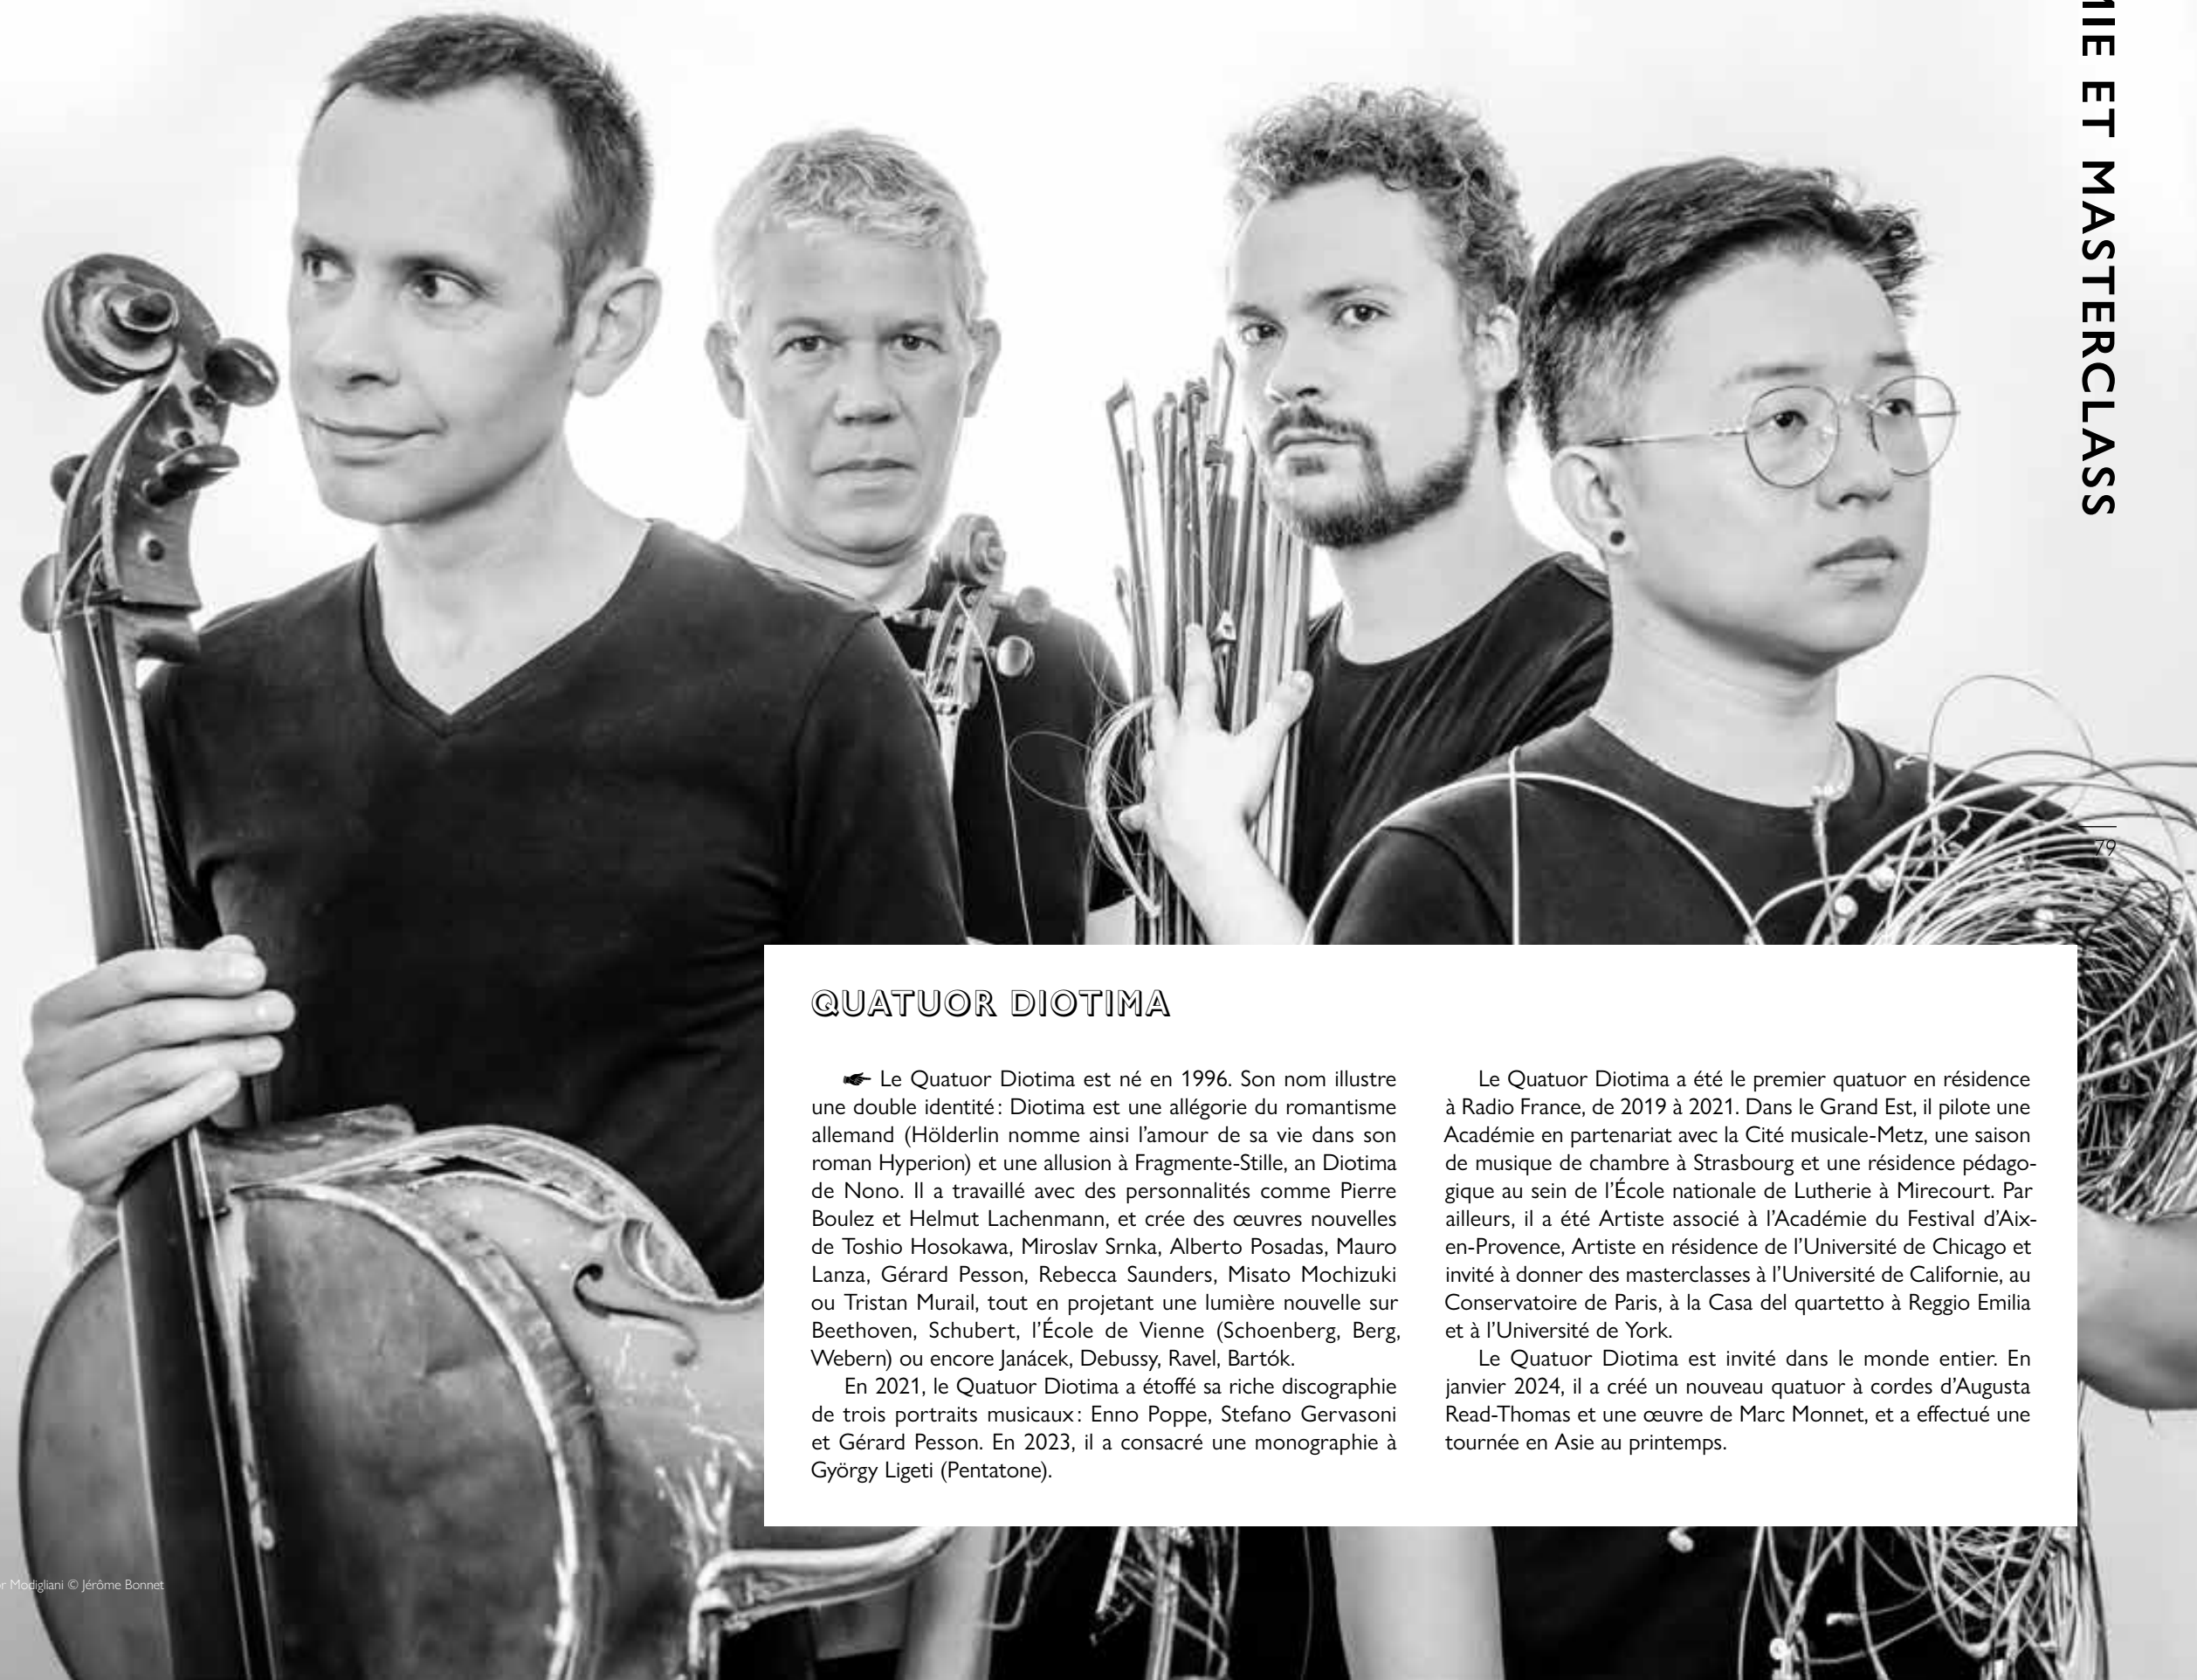 MIE ET MASTERCLASS
79
QUATUOR DIOTIMA
☛ Le Quatuor Diotima est né en 1996. Son nom illustre
une double identité : Diotima est une allégorie du romantisme
allemand (Hölderlin nomme ainsi l’amour de sa vie dans son
roman Hyperion) et une allusion à Fragmente-Stille, an Diotima
de Nono. Il a travaillé avec des personnalités comme Pierre
Boulez et Helmut Lachenmann, et crée des œuvres nouvelles
de Toshio Hosokawa, Miroslav Srnka, Alberto Posadas, Mauro
Lanza, Gérard Pesson, Rebecca Saunders, Misato Mochizuki
ou Tristan Murail, tout en projetant une lumière nouvelle sur
Beethoven, Schubert, l’École de Vienne (Schoenberg, Berg,
Webern) ou encore Janácek, Debussy, Ravel, Bartók.
En 2021, le Quatuor Diotima a étoffé sa riche discographie
de trois portraits musicaux : Enno Poppe, Stefano Gervasoni
et Gérard Pesson. En 2023, il a consacré une monographie à
György Ligeti (Pentatone).
Le Quatuor Diotima a été le premier quatuor en résidence
à Radio France, de 2019 à 2021. Dans le Grand Est, il pilote une
Académie en partenariat avec la Cité musicale-Metz, une saison
de musique de chambre à Strasbourg et une résidence pédago-
gique au sein de l’École nationale de Lutherie à Mirecourt. Par
ailleurs, il a été Artiste associé à l’Académie du Festival d’Aix-
en-Provence, Artiste en résidence de l’Université de Chicago et
invité à donner des masterclasses à l’Université de Californie, au
Conservatoire de Paris, à la Casa del quartetto à Reggio Emilia
et à l’Université de York.
Le Quatuor Diotima est invité dans le monde entier. En
janvier 2024, il a créé un nouveau quatuor à cordes d’Augusta
Read-Thomas et une œuvre de Marc Monnet, et a effectué une
tournée en Asie au printemps.
r Modigliani © Jérôme Bonnet